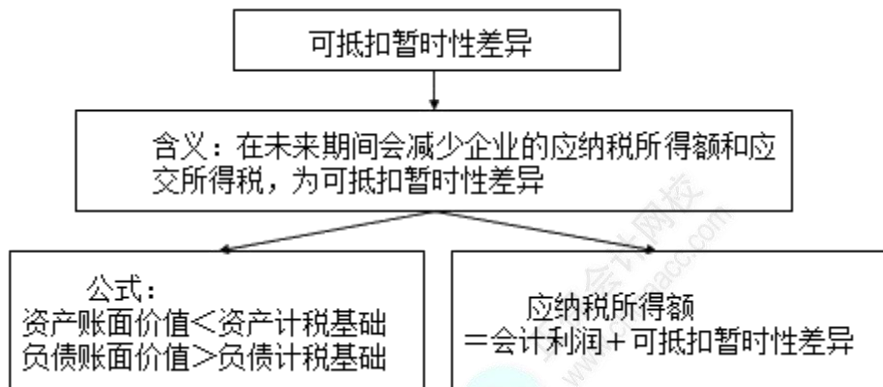 可抵扣暂时性差异
含义：在未来期间会减少企业的应纳税所得额和应
交所得税，为可抵扣暂时性差异
公式：
资产账面价值＜资产计税基础
负债账面价值＞负债计税基础
应纳税所得额
＝会计利润＋可抵扣暂时性差异